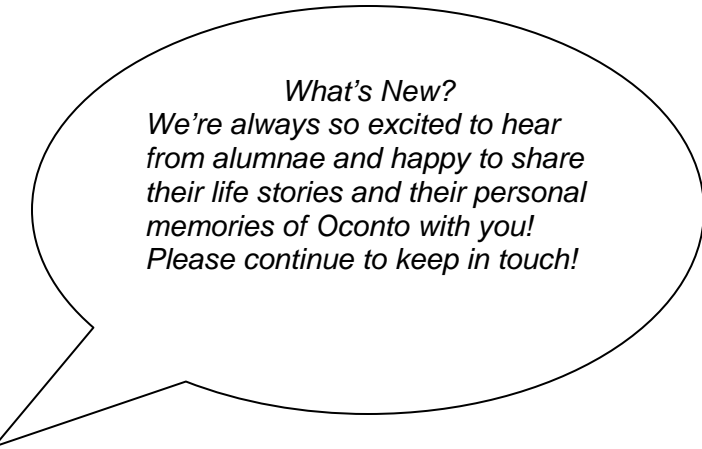 What’s New?
We’re always so excited to hear
from alumnae and happy to share
their life stories and their personal
memories of Oconto with you!
Please continue to keep in touch!